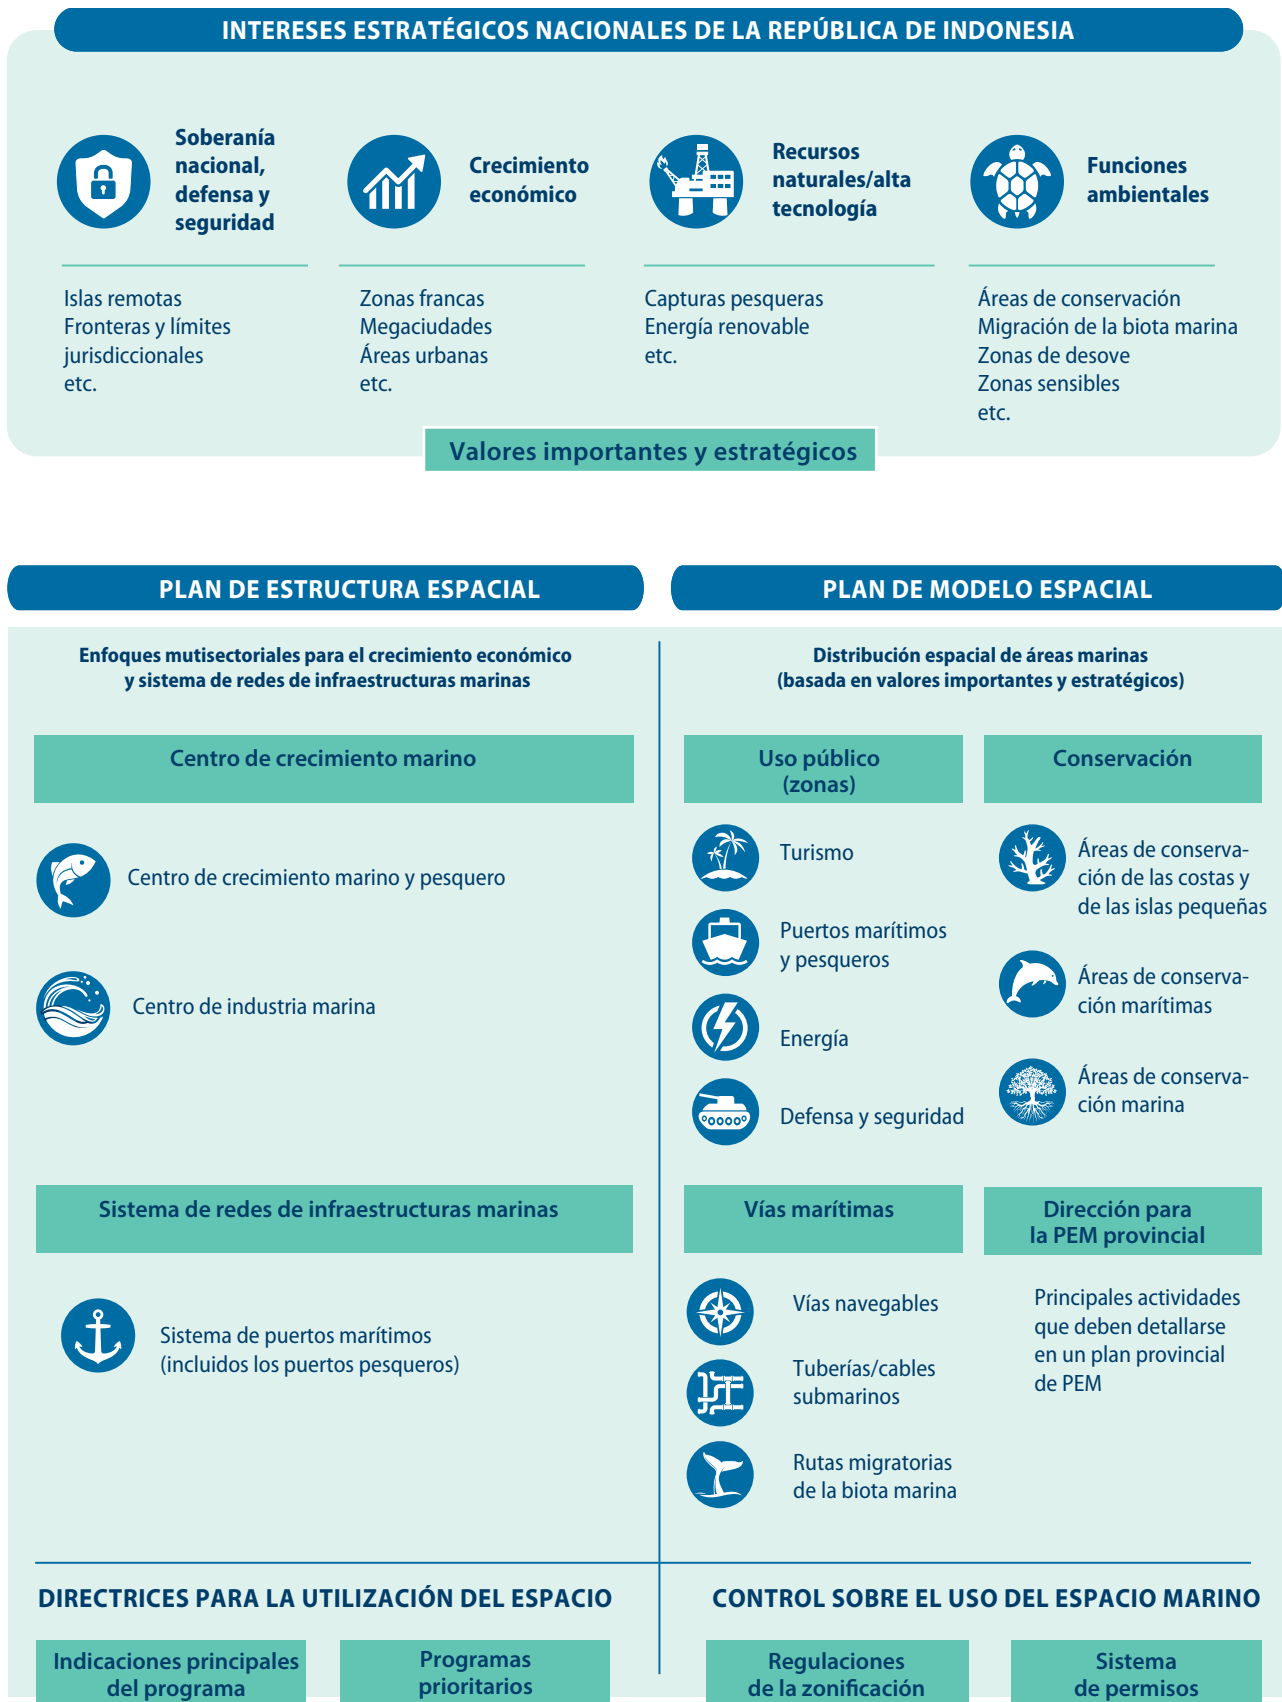 INTERESES ESTRATÉGICOS NACIONALES DE LA REPÚBLICA DE INDONESIA
Soberanía
nacional,
defensa y
seguridad
Islas remotas
Fronteras y límites
jurisdiccionales
etc.
Crecimiento
económico
Zonas francas
Megaciudades
Áreas urbanas
etc.
Recursos
naturales/alta
tecnología
Capturas pesqueras
Energía renovable
etc.
Funciones
ambientales
Áreas de conservación
Migración de la biota marina
Zonas de desove
Zonas sensibles
etc.
Valores importantes y estratégicos
PLAN DE ESTRUCTURA ESPACIAL
Enfoques mutisectoriales para el crecimiento económico
y sistema de redes de infraestructuras marinas
Centro de crecimiento marino
Centro de crecimiento marino y pesquero
Centro de industria marina
Sistema de redes de infraestructuras marinas
Sistema de puertos marítimos
(incluidos los puertos pesqueros)
PLAN DE MODELO ESPACIAL
Distribución espacial de áreas marinas
(basada en valores importantes y estratégicos)
Uso público
(zonas)
Turismo
Puertos marítimos
y pesqueros
Energía
Defensa y seguridad
Conservación
Áreas de conserva-
ción de las costas y
de las islas pequeñas
Áreas de conserva-
ción marítimas
Áreas de conserva-
ción marina
Vías marítimas
Vías navegables
Tuberías/cables
submarinos
Rutas migratorias
de la biota marina
Dirección para
la PEM provincial
Principales actividades
que deben detallarse
en un plan provincial
de PEM
DIRECTRICES PARA LA UTILIZACIÓN DEL ESPACIO
Indicaciones principales
del programa
Programas
prioritarios
CONTROL SOBRE EL USO DEL ESPACIO MARINO
Regulaciones
de la zonificación
Sistema
de permisos